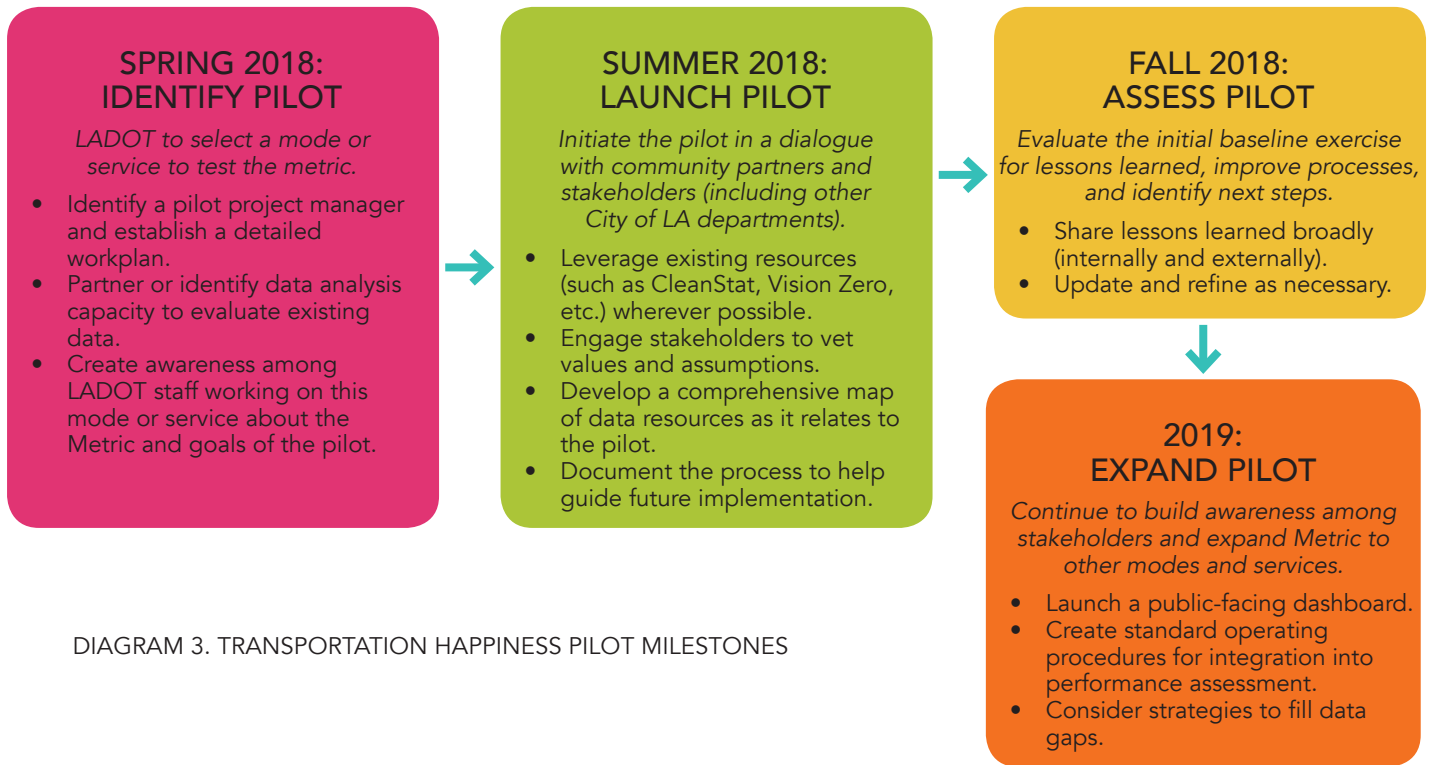 SPRING 2018:
IDENTIFY PILOT
LADOT to select a mode or
service to test the metric.
• Identify a pilot project manager
and establish a detailed
workplan.
• Partner or identify data analysis
capacity to evaluate existing
data.
• Create awareness among
LADOT staff working on this
mode or service about the
Metric and goals of the pilot.
SUMMER 2018:
LAUNCH PILOT
Initiate the pilot in a dialogue
with community partners and
stakeholders (including other
City of LA departments).
• Leverage existing resources
(such as CleanStat, Vision Zero,
etc.) wherever possible.
• Engage stakeholders to vet
values and assumptions.
• Develop a comprehensive map
of data resources as it relates to
the pilot.
• Document the process to help
guide future implementation.
FALL 2018:
ASSESS PILOT
Evaluate the initial baseline exercise
for lessons learned, improve processes,
and identify next steps.
• Share lessons learned broadly
(internally and externally).
• Update and refine as necessary.
2019:
EXPAND PILOT
Continue to build awareness among
stakeholders and expand Metric to
other modes and services.
• Launch a public-facing dashboard.
• Create standard operating
procedures for integration into
performance assessment.
• Consider strategies to fill data
gaps.
DIAGRAM 3. TRANSPORTATION HAPPINESS PILOT MILESTONES